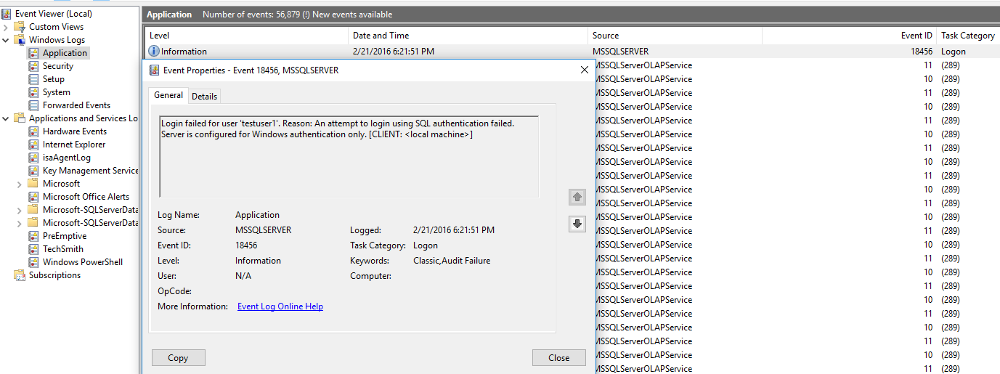 Event Viewer (Local)
Custom Views
Windows Logs
Application
Security
Setup
System
Forwarded Events
Applications and Services Lo
Hardware Events
Internet Explorer
isaAgentLog
Key Management Service
Microsoft
Microsoft Office Alerts
Microsoft-SQLServerData
Microsoft-SQLServerData
PreEmptive
TechSmith
Windows PowerShell
Subscriptions
Application Number of events: 56,879 (!) New events available
Level Date and Time Source Event ID Task Category
Information 2/21/2016 6:21:51 PM MSSQLSERVER 18456 Logon
MSSQLServerOLAPService 11 (289)
MSSQLServerOLAPService 10 (289)
MSSQLServerOLAPService 11 (289)
MSSQLServerOLAPService 10 (289)
MSSQLServerOLAPService 11 (289)
MSSQLServerOLAPService 10 (289)
MSSQLServerOLAPService 11 (289)
MSSQLServerOLAPService 10 (289)
MSSQLServerOLAPService 11 (289)
MSSQLServerOLAPService 10 (289)
MSSQLServerOLAPService 11 (289)
MSSQLServerOLAPService 10 (289)
MSSQLServerOLAPService 11 (289)
MSSQLServerOLAPService 10 (289)
MSSQLServerOLAPService 11 (289)
MSSQLServerOLAPService 10 (289)
MSSQLServerOLAPService 11 (289)
MSSQLServerOLAPService 10 (289)
MSSQLServerOLAPService 11 (289)
MSSQLServerOLAPService 10 (289)
MSSQLServerOLAPService 11 (289)
MSSQLServerOLAPService 10 (289)
MSSQLServerOLAPService 11 (289)
Event Properties - Event 18456, MSSQLSERVER
General Details
Login failed for user 'testuser1'. Reason: An attempt to login using SQL authentication failed.
Server is configured for Windows authentication only. [CLIENT: <local machine>]
Log Name: Application
Source: MSSQLSERVER Logged: 2/21/2016 6:21:51 PM
Event ID: 18456 Task Category: Logon
Level: Information Keywords: Classic,Audit Failure
User: N/A Computer:
OpCode:
More Information: Event Log Online Help
Copy Close